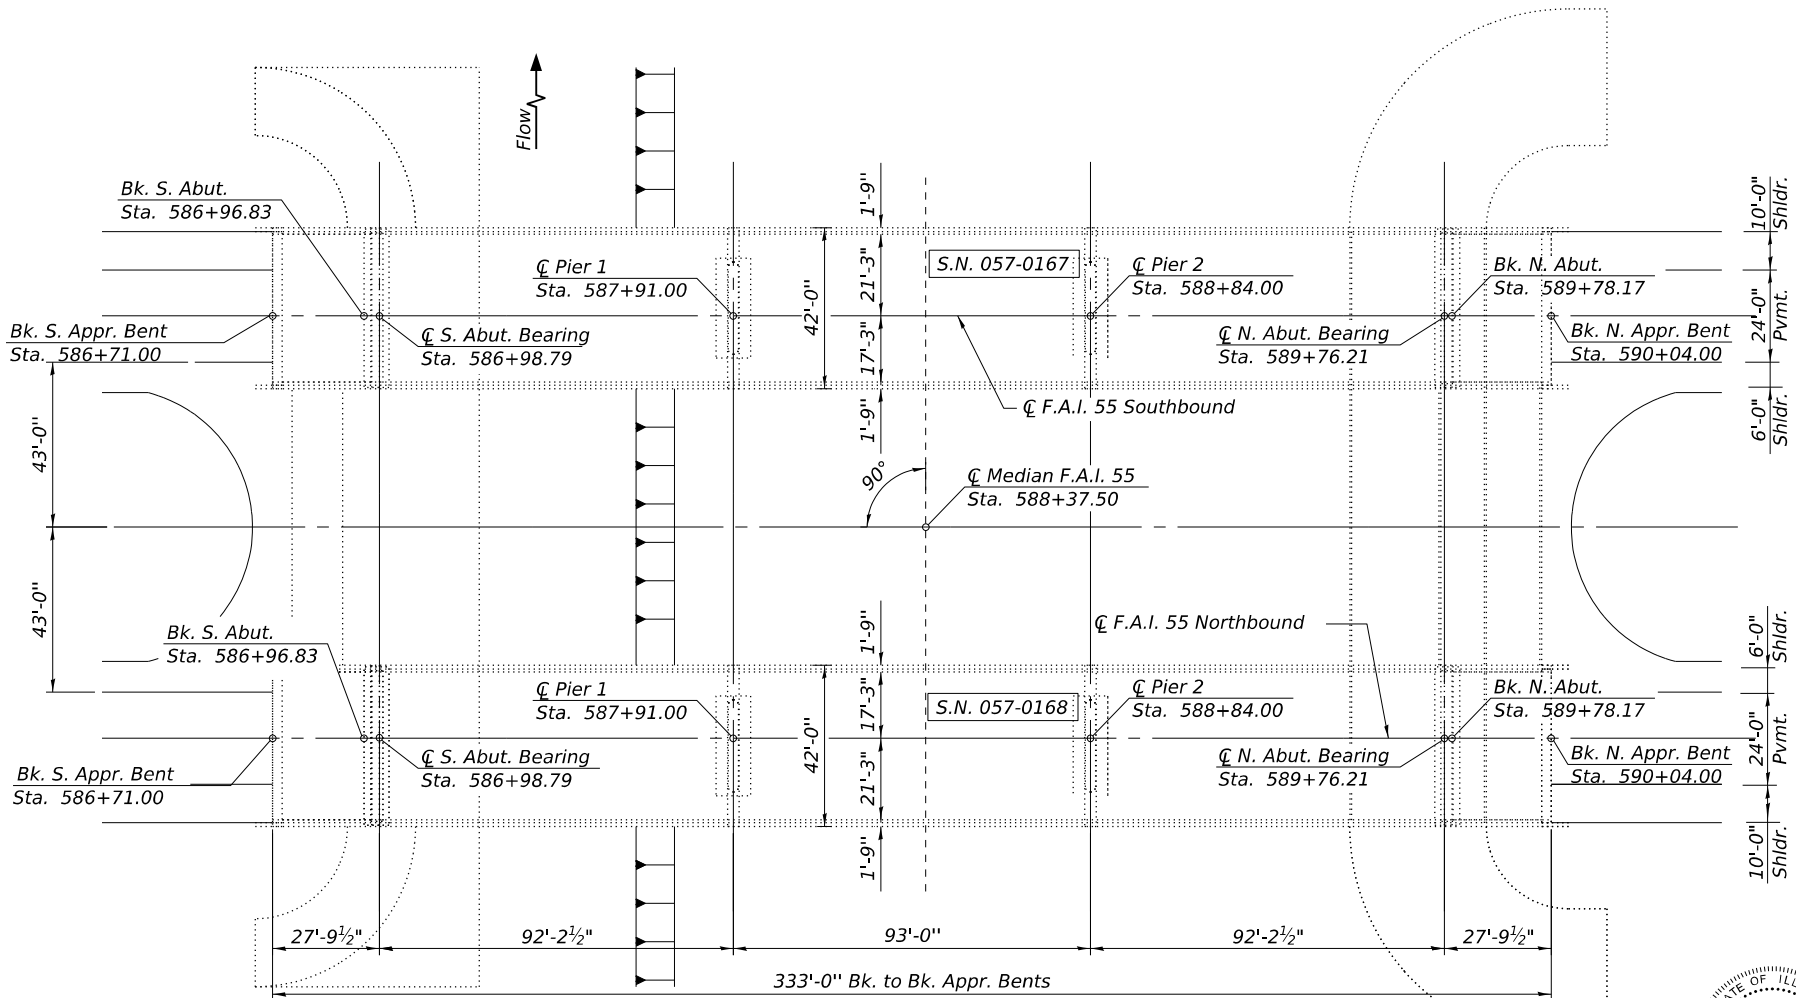 Flow
Bk. S. Abut.
Sta. 586+96.83
℄ Pier 1
Sta. 587+91.00
1'-9"
21'-3"
42'-0"
17'-3"
1'-9"
S.N. 057-0167
℄ Pier 2
Sta. 588+84.00
Bk. N. Abut.
Sta. 589+78.17
10'-0"
Shldr.
24'-0"
Pvmt.
6'-0"
Shldr.
Bk. S. Appr. Bent
Sta. 586+71.00
℄ S. Abut. Bearing
Sta. 586+98.79
℄ N. Abut. Bearing
Sta. 589+76.21
Bk. N. Appr. Bent
Sta. 590+04.00
℄ F.A.I. 55 Southbound
43'-0"
90°
℄ Median F.A.I. 55
Sta. 588+37.50
43'-0"
℄ F.A.I. 55 Northbound
Bk. S. Abut.
Sta. 586+96.83
℄ Pier 1
Sta. 587+91.00
1'-9"
17'-3"
42'-0"
21'-3"
1'-9"
S.N. 057-0168
℄ Pier 2
Sta. 588+84.00
Bk. N. Abut.
Sta. 589+78.17
6'-0"
Shldr.
24'-0"
Pvmt.
10'-0"
Shldr.
Bk. S. Appr. Bent
Sta. 586+71.00
℄ S. Abut. Bearing
Sta. 586+98.79
℄ N. Abut. Bearing
Sta. 589+76.21
Bk. N. Appr. Bent
Sta. 590+04.00
27'-9½"
92'-2½"
93'-0"
92'-2½"
27'-9½"
333'-0" Bk. to Bk. Appr. Bents
OF